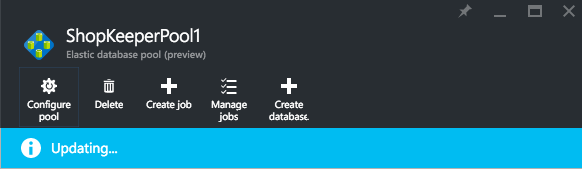 ShopKeeperPool1
Elastic database pool (preview)
Configure pool
Delete
Create job
Manage jobs
Create database
Updating...